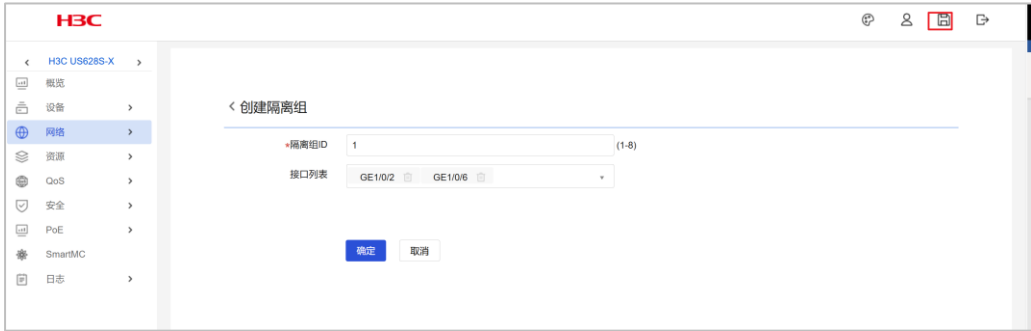 H3C
H3C US628S-X
概览
设备
网络
资源
QoS
安全
PoE
SmartMC
日志
创建隔离组
*隔离组ID 1 (1-8)
接口列表 GE1/0/2 GE1/0/6
确定 取消